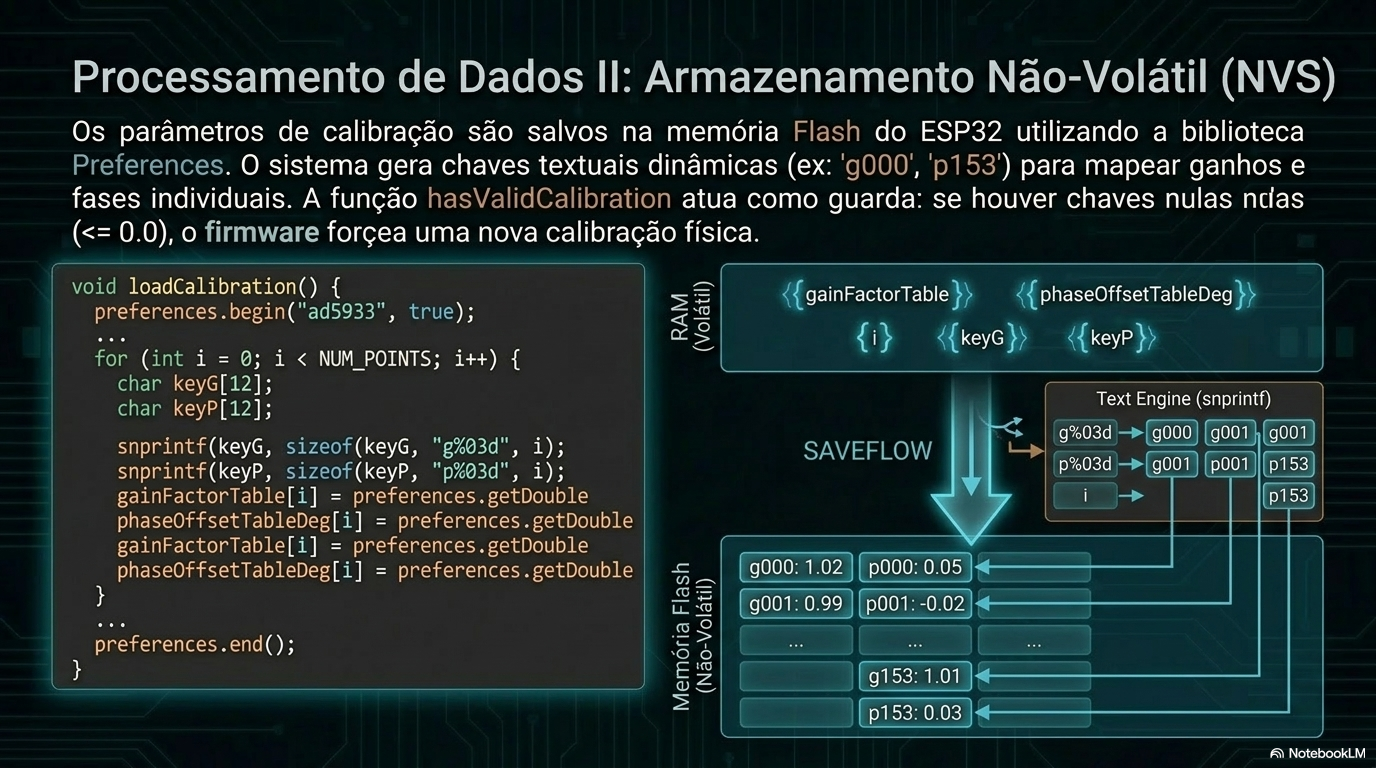 Processamento de Dados II: Armazenamento Não-Volátil (NVS)
Os parâmetros de calibração são salvos na memória Flash do ESP32 utilizando a biblioteca
Preferences. O sistema gera chaves textuais dinâmicas (ex: 'g000', 'p153') para mapear ganhos e
fases individuais. A função hasValidCalibration atua como guarda: se houver chaves nulas
(<= 0.0), o firmware forçea uma nova calibração física.
void loadCalibration() {
preferences.begin("ad5933", true);
...
for (int i = 0; i < NUM_POINTS; i++) {
char keyG[12];
char keyP[12];
snprintf(keyG, sizeof(keyG, "g%03d", i);
snprintf(keyP, sizeof(keyP, "p%03d", i);
gainFactorTable[i] = preferences.getDouble
phaseOffsetTableDeg[i] = preferences.getDouble
gainFactorTable[i] = preferences.getDouble
phaseOffsetTableDeg[i] = preferences.getDouble
}
...
preferences.end();
}
RAM
(Volátil)
{{gainFactorTable}} {{phaseOffsetTableDeg}}
{i} {{keyG}} {{keyP}}
SAVEFLOW
Text Engine (snprintf)
g%03d g000 g001 g001
p%03d g001 p001 p153
i p153
Memória Flash
(Não-Volátil)
g000: 1.02 p000: 0.05
g001: 0.99 p001: -0.02
... ... ...
g153: 1.01
p153: 0.03
NotebookLM